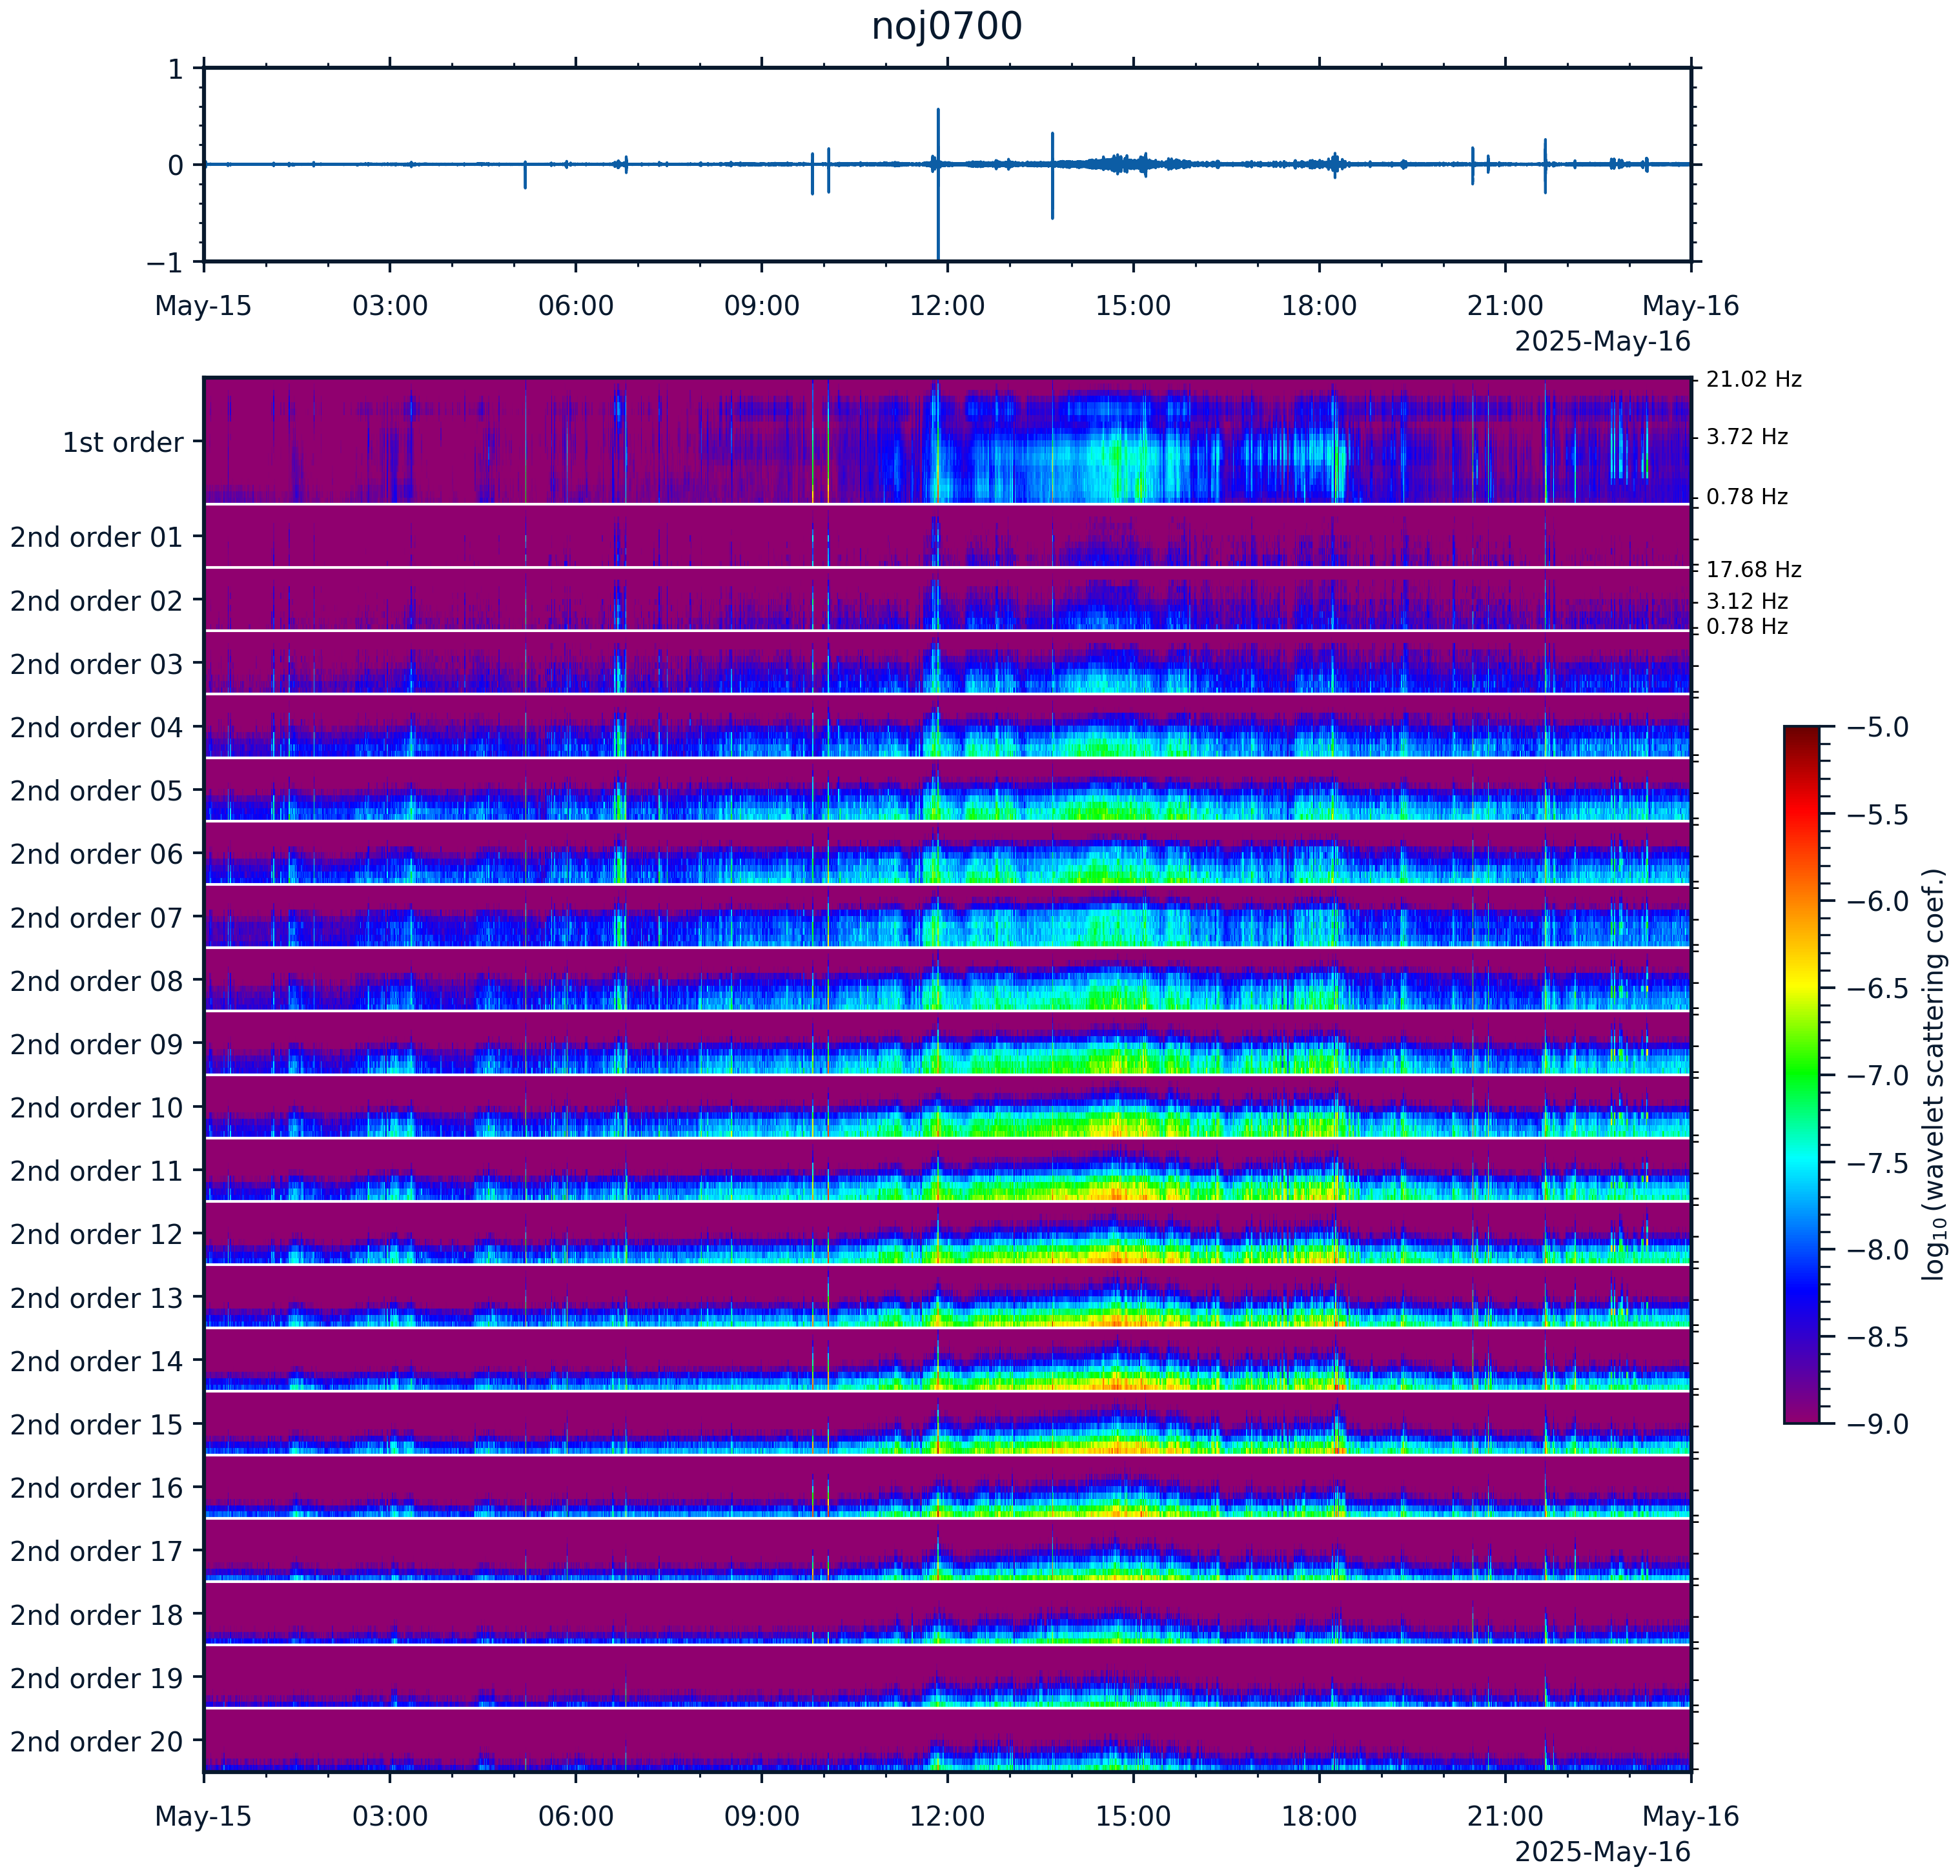 noj0700
1
0
−1
May-15 03:00 06:00 09:00 12:00 15:00 18:00 21:00 May-16
2025-May-16
21.02 Hz
1st order
3.72 Hz
0.78 Hz
2nd order 01
17.68 Hz
2nd order 02
3.12 Hz
0.78 Hz
2nd order 03
2nd order 04
2nd order 05
2nd order 06
2nd order 07
2nd order 08
2nd order 09
2nd order 10
2nd order 11
2nd order 12
2nd order 13
2nd order 14
2nd order 15
2nd order 16
2nd order 17
2nd order 18
2nd order 19
2nd order 20
May-15 03:00 06:00 09:00 12:00 15:00 18:00 21:00 May-16
2025-May-16
−5.0
−5.5
−6.0
−6.5
−7.0
−7.5
−8.0
−8.5
−9.0
log₁₀(wavelet scattering coef.)